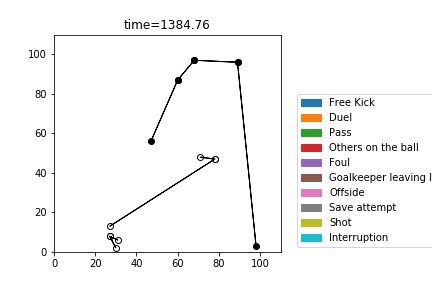 time=1384.76
100
80
60
40
20
0
0 20 40 60 80 100
Free Kick
Duel
Pass
Others on the ball
Foul
Goalkeeper leaving l
Offside
Save attempt
Shot
Interruption